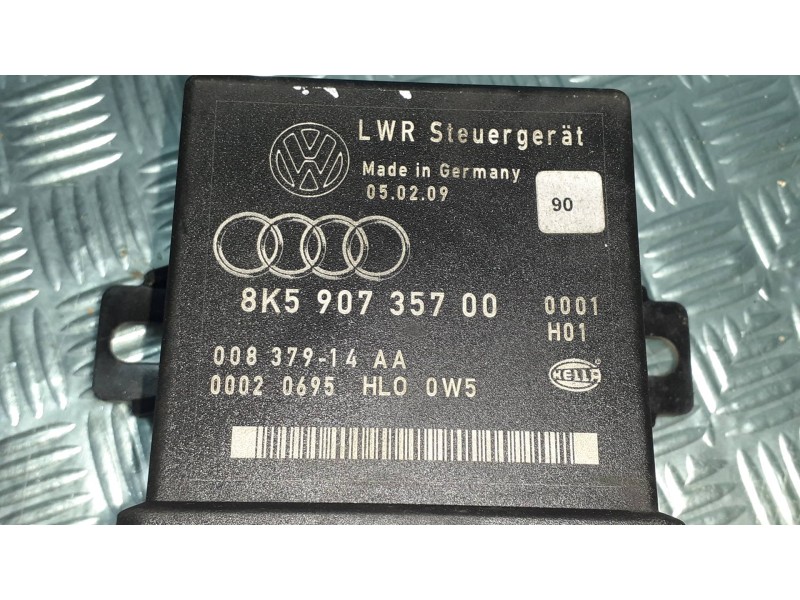 LWR Steuergerät
Made in Germany
05.02.09
90
8K5 907 357 00
0001
H01
008 379-14 AA
0002 0695 HLO 0W5
HELLA